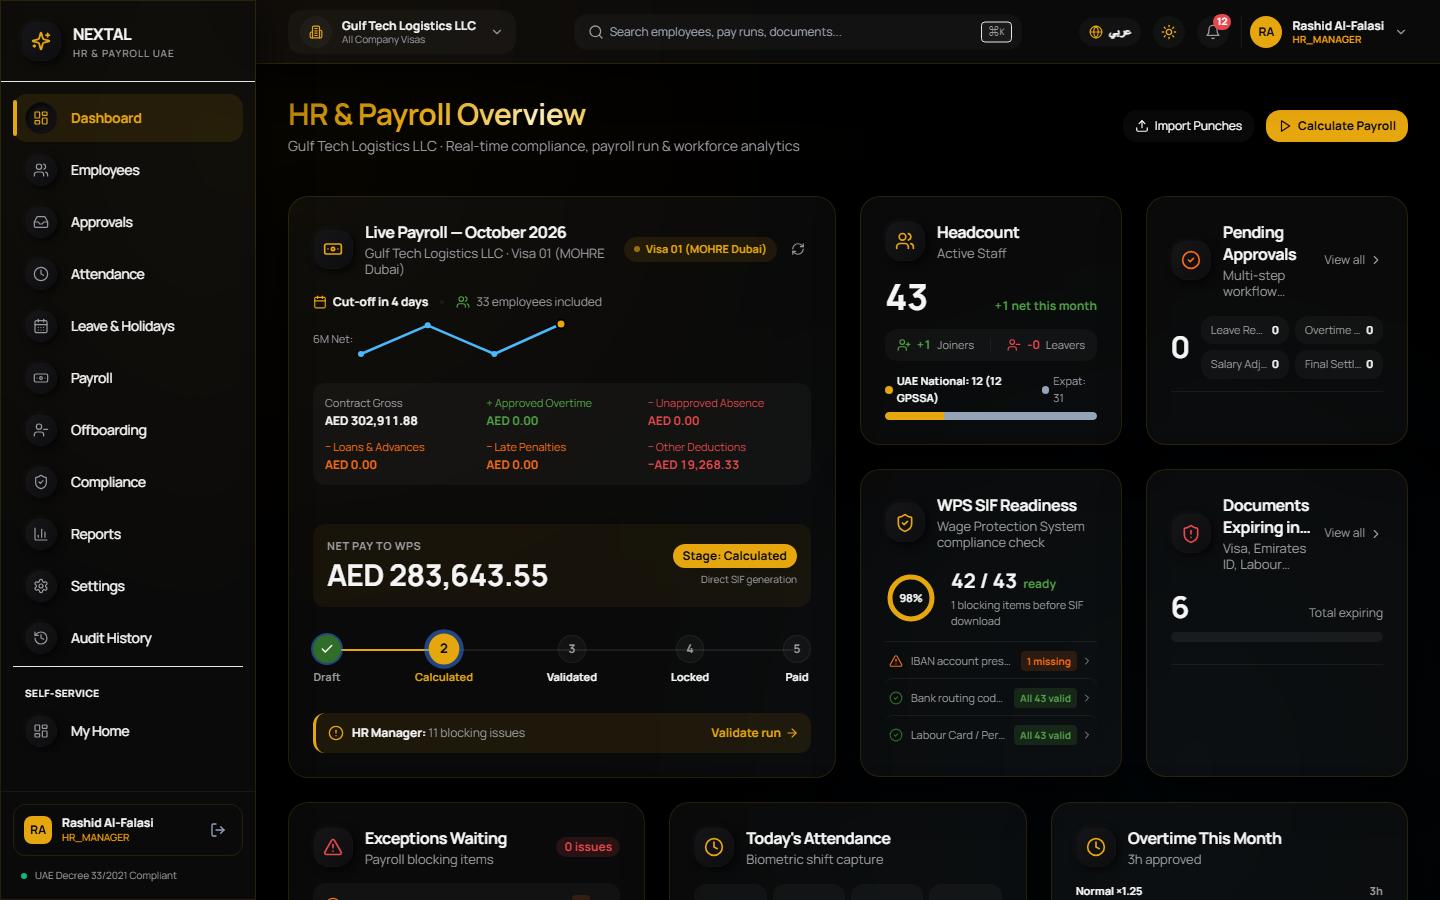 NEXTAL
HR & PAYROLL UAE
Dashboard
Employees
Approvals
Attendance
Leave & Holidays
Payroll
Offboarding
Compliance
Reports
Settings
Audit History
SELF-SERVICE
My Home
RA
Rashid Al-Falasi
HR_MANAGER
UAE Decree 33/2021 Compliant
Gulf Tech Logistics LLC
All Company Visas
Search employees, pay runs, documents...
⌘K
عربي
12
RA
Rashid Al-Falasi
HR_MANAGER
HR & Payroll Overview
Gulf Tech Logistics LLC · Real-time compliance, payroll run & workforce analytics
Import Punches
Calculate Payroll
Live Payroll — October 2026
Gulf Tech Logistics LLC · Visa 01 (MOHRE
Dubai)
Visa 01 (MOHRE Dubai)
Cut-off in 4 days
33 employees included
6M Net:
Contract Gross
AED 302,911.88
+ Approved Overtime
AED 0.00
− Unapproved Absence
AED 0.00
− Loans & Advances
AED 0.00
− Late Penalties
AED 0.00
− Other Deductions
−AED 19,268.33
NET PAY TO WPS
AED 283,643.55
Stage: Calculated
Direct SIF generation
2
3
4
5
Draft
Calculated
Validated
Locked
Paid
HR Manager: 11 blocking issues
Validate run →
Headcount
Active Staff
43
+1 net this month
+1 Joiners
-0 Leavers
UAE National: 12 (12
GPSSA)
Expat:
31
Pending
Approvals
Multi-step
workflow...
View all
0
Leave Re... 0
Overtime ... 0
Salary Adj... 0
Final Settl... 0
WPS SIF Readiness
Wage Protection System
compliance check
98%
42 / 43 ready
1 blocking items before SIF
download
IBAN account pres... 1 missing
Bank routing cod... All 43 valid
Labour Card / Per... All 43 valid
Documents
Expiring in...
Visa, Emirates
ID, Labour...
View all
6
Total expiring
Exceptions Waiting
Payroll blocking items
0 issues
Today's Attendance
Biometric shift capture
Overtime This Month
3h approved
Normal ×1.25
3h